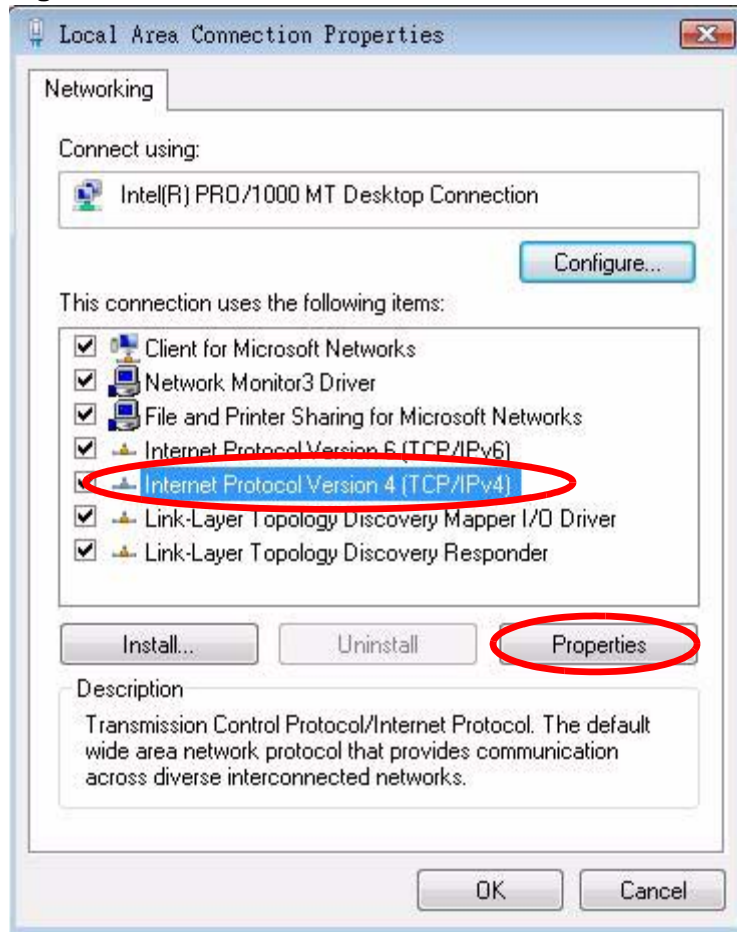 Local Area Connection Properties
Networking
Connect using:
Intel(R) PRO/1000 MT Desktop Connection
Configure...
This connection uses the following items:
Client for Microsoft Networks
Network Monitor3 Driver
File and Printer Sharing for Microsoft Networks
Internet Protocol Version 6 (TCP/IPv6)
Internet Protocol Version 4 (TCP/IPv4)
Link-Layer Topology Discovery Mapper I/O Driver
Link-Layer Topology Discovery Responder
Install... Uninstall Properties
Description
Transmission Control Protocol/Internet Protocol. The default
wide area network protocol that provides communication
across diverse interconnected networks.
OK Cancel